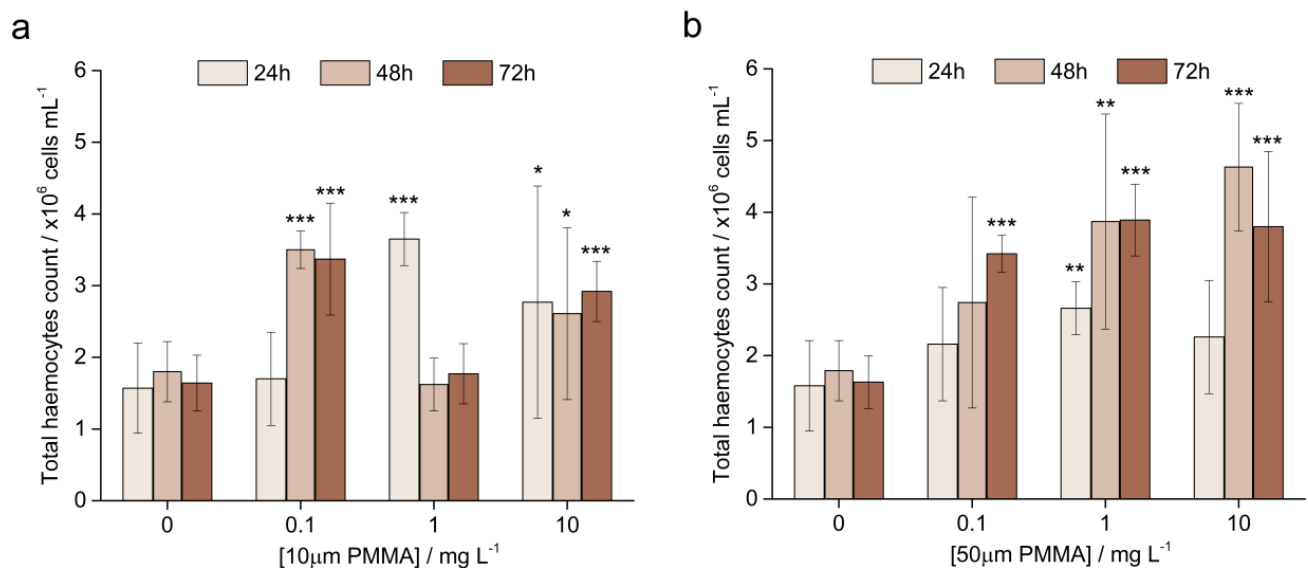 a
24h 48h 72h
Total haemocytes count / x10⁶ cells mL⁻¹
6
5
4
3
2
1
0
*** *** *** * * ***
0 0.1 1 10
[10μm PMMA] / mg L⁻¹
b
24h 48h 72h
Total haemocytes count / x10⁶ cells mL⁻¹
6
5
4
3
2
1
0
*** ** ** *** *** ***
0 0.1 1 10
[50μm PMMA] / mg L⁻¹